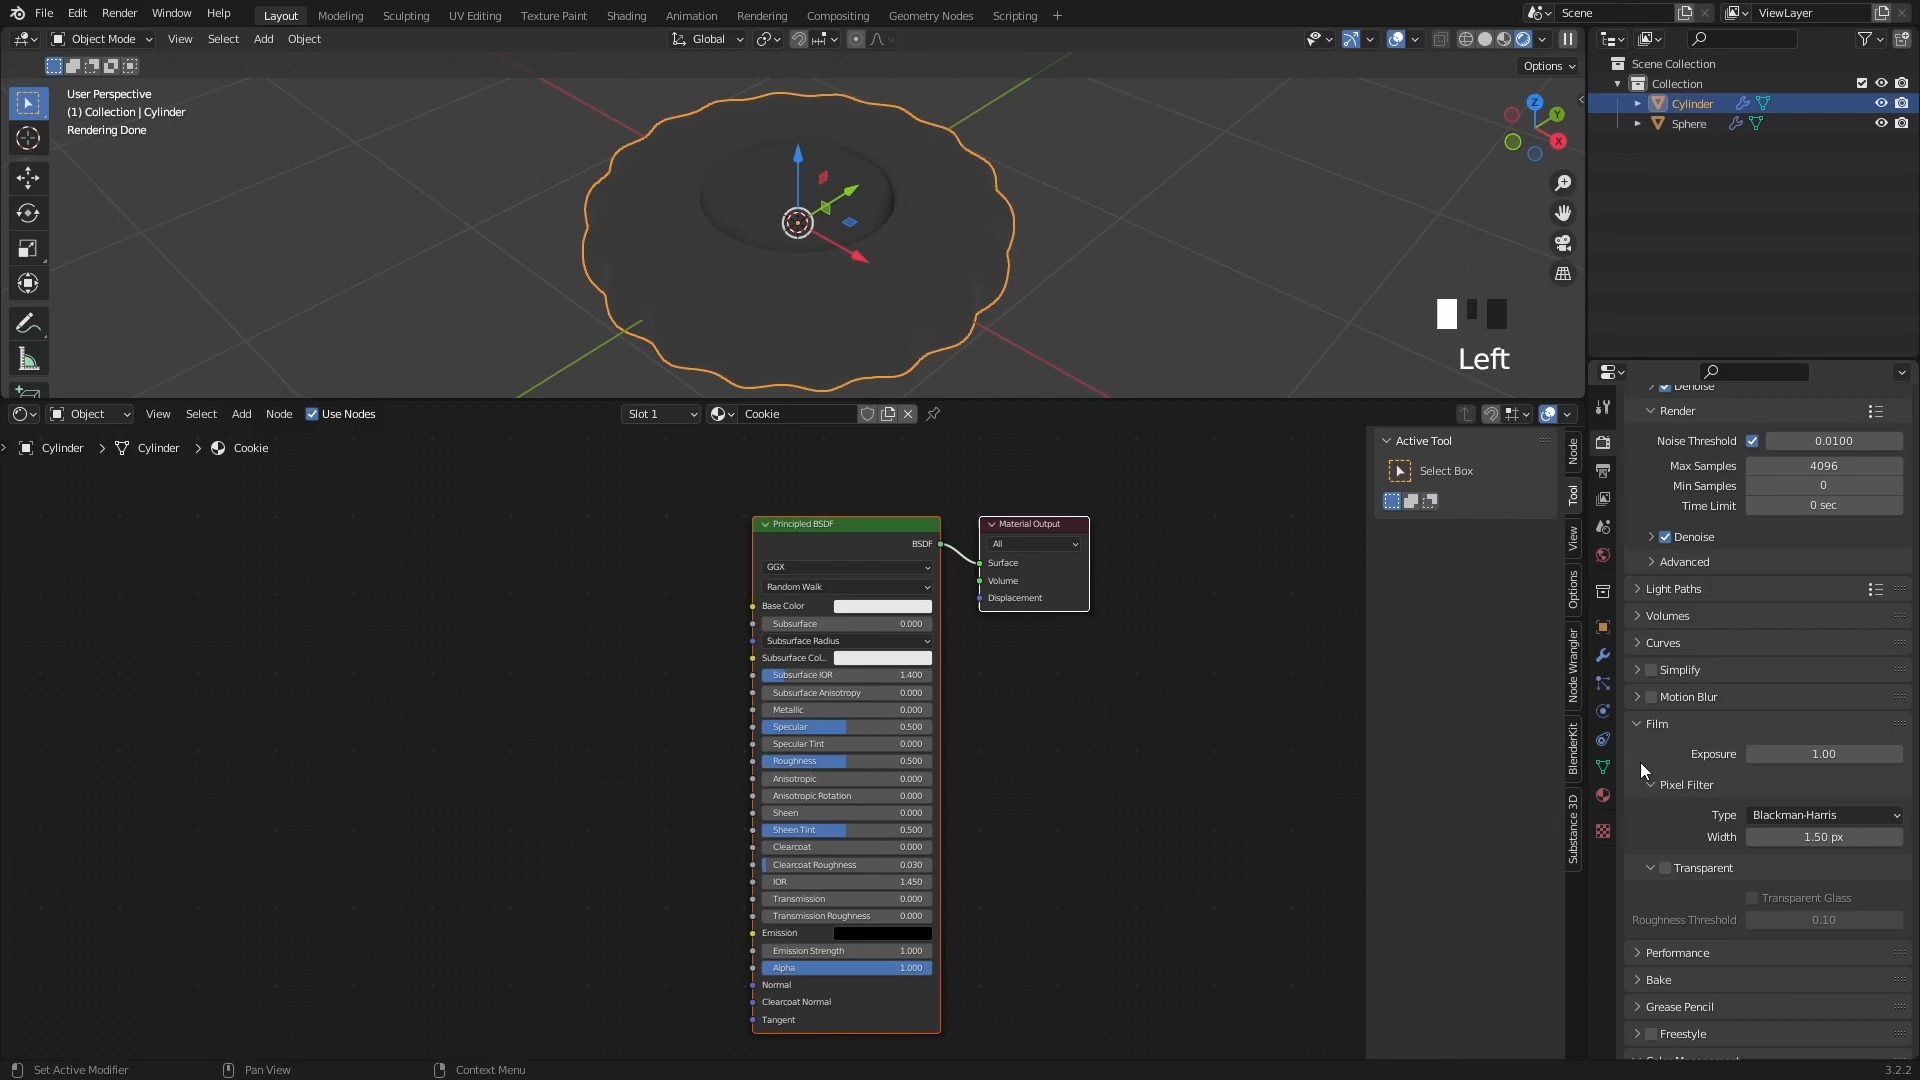 File Edit Render Window Help Layout Modeling Sculpting UV Editing Texture Paint Shading Animation Rendering Compositing Geometry Nodes Scripting + Scene ViewLayer
Object Mode View Select Add Object Global
Options
User Perspective
(1) Collection | Cylinder
Rendering Done
Z
Y
X
Left
Scene Collection
Collection
Cylinder
Sphere
Object View Select Add Node Use Nodes Slot 1 Cookie
Cylinder > Cylinder > Cookie
Principled BSDF
BSDF
GGX
Random Walk
Base Color
Subsurface 0.000
Subsurface Radius
Subsurface Col...
Subsurface IOR 1.400
Subsurface Anisotropy 0.000
Metallic 0.000
Specular 0.500
Specular Tint 0.000
Roughness 0.500
Anisotropic 0.000
Anisotropic Rotation 0.000
Sheen 0.000
Sheen Tint 0.500
Clearcoat 0.000
Clearcoat Roughness 0.030
IOR 1.450
Transmission 0.000
Transmission Roughness 0.000
Emission
Emission Strength 1.000
Alpha 1.000
Normal
Clearcoat Normal
Tangent
Material Output
All
Surface
Volume
Displacement
Active Tool
Select Box
Node
Tool
View
Options
Node Wrangler
BlenderKit
Substance 3D
Denoise
Render
Noise Threshold 0.0100
Max Samples 4096
Min Samples 0
Time Limit 0 sec
Denoise
Advanced
Light Paths
Volumes
Curves
Simplify
Motion Blur
Film
Exposure 1.00
Pixel Filter
Type Blackman-Harris
Width 1.50 px
Transparent
Transparent Glass
Roughness Threshold 0.10
Performance
Bake
Grease Pencil
Freestyle
Set Active Modifier Pan View Context Menu 3.2.2